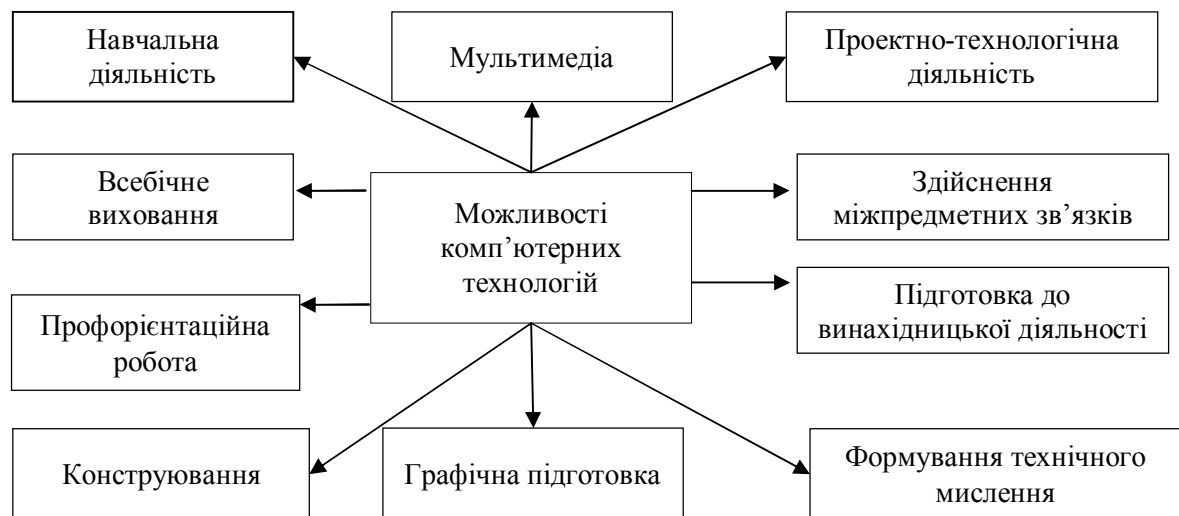 Навчальна
діяльність
Мультимедіа
Проектно-технологічна
діяльність
Всебічне
виховання
Можливості
комп’ютерних
технологій
Здійснення
міжпредметних зв’язків
Профорієнтаційна
робота
Підготовка до
винахідницької діяльності
Конструювання
Графічна підготовка
Формування технічного
мислення